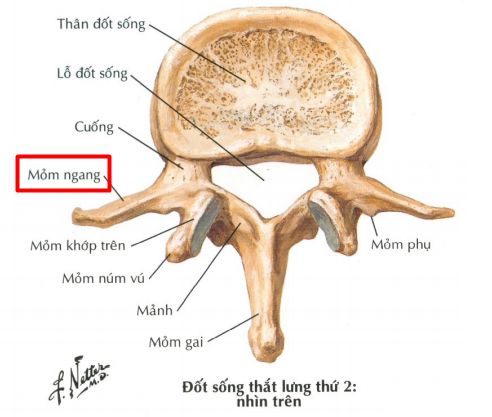 Thân đốt sống
Lỗ đốt sống
Cuống
Mỏm ngang
Mỏm khớp trên
Mỏm phụ
Mỏm núm vú
Mảnh
Mỏm gai
F. Netter
M.D.
Đốt sống thắt lưng thứ 2:
nhìn trên